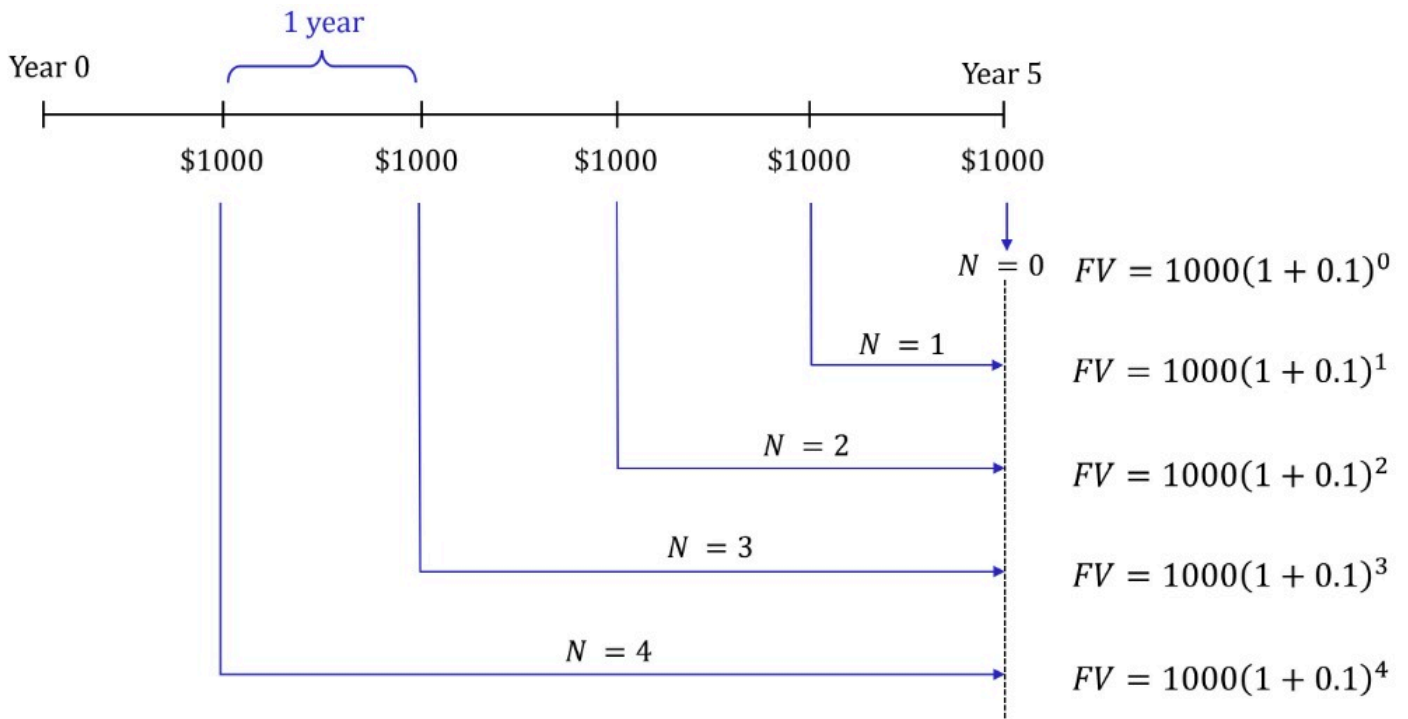 1 year
Year 0
Year 5
$1000 $1000 $1000 $1000 $1000
N = 0 FV = 1000(1 + 0.1)⁰
N = 1
FV = 1000(1 + 0.1)¹
N = 2
FV = 1000(1 + 0.1)²
N = 3
FV = 1000(1 + 0.1)³
N = 4
FV = 1000(1 + 0.1)⁴